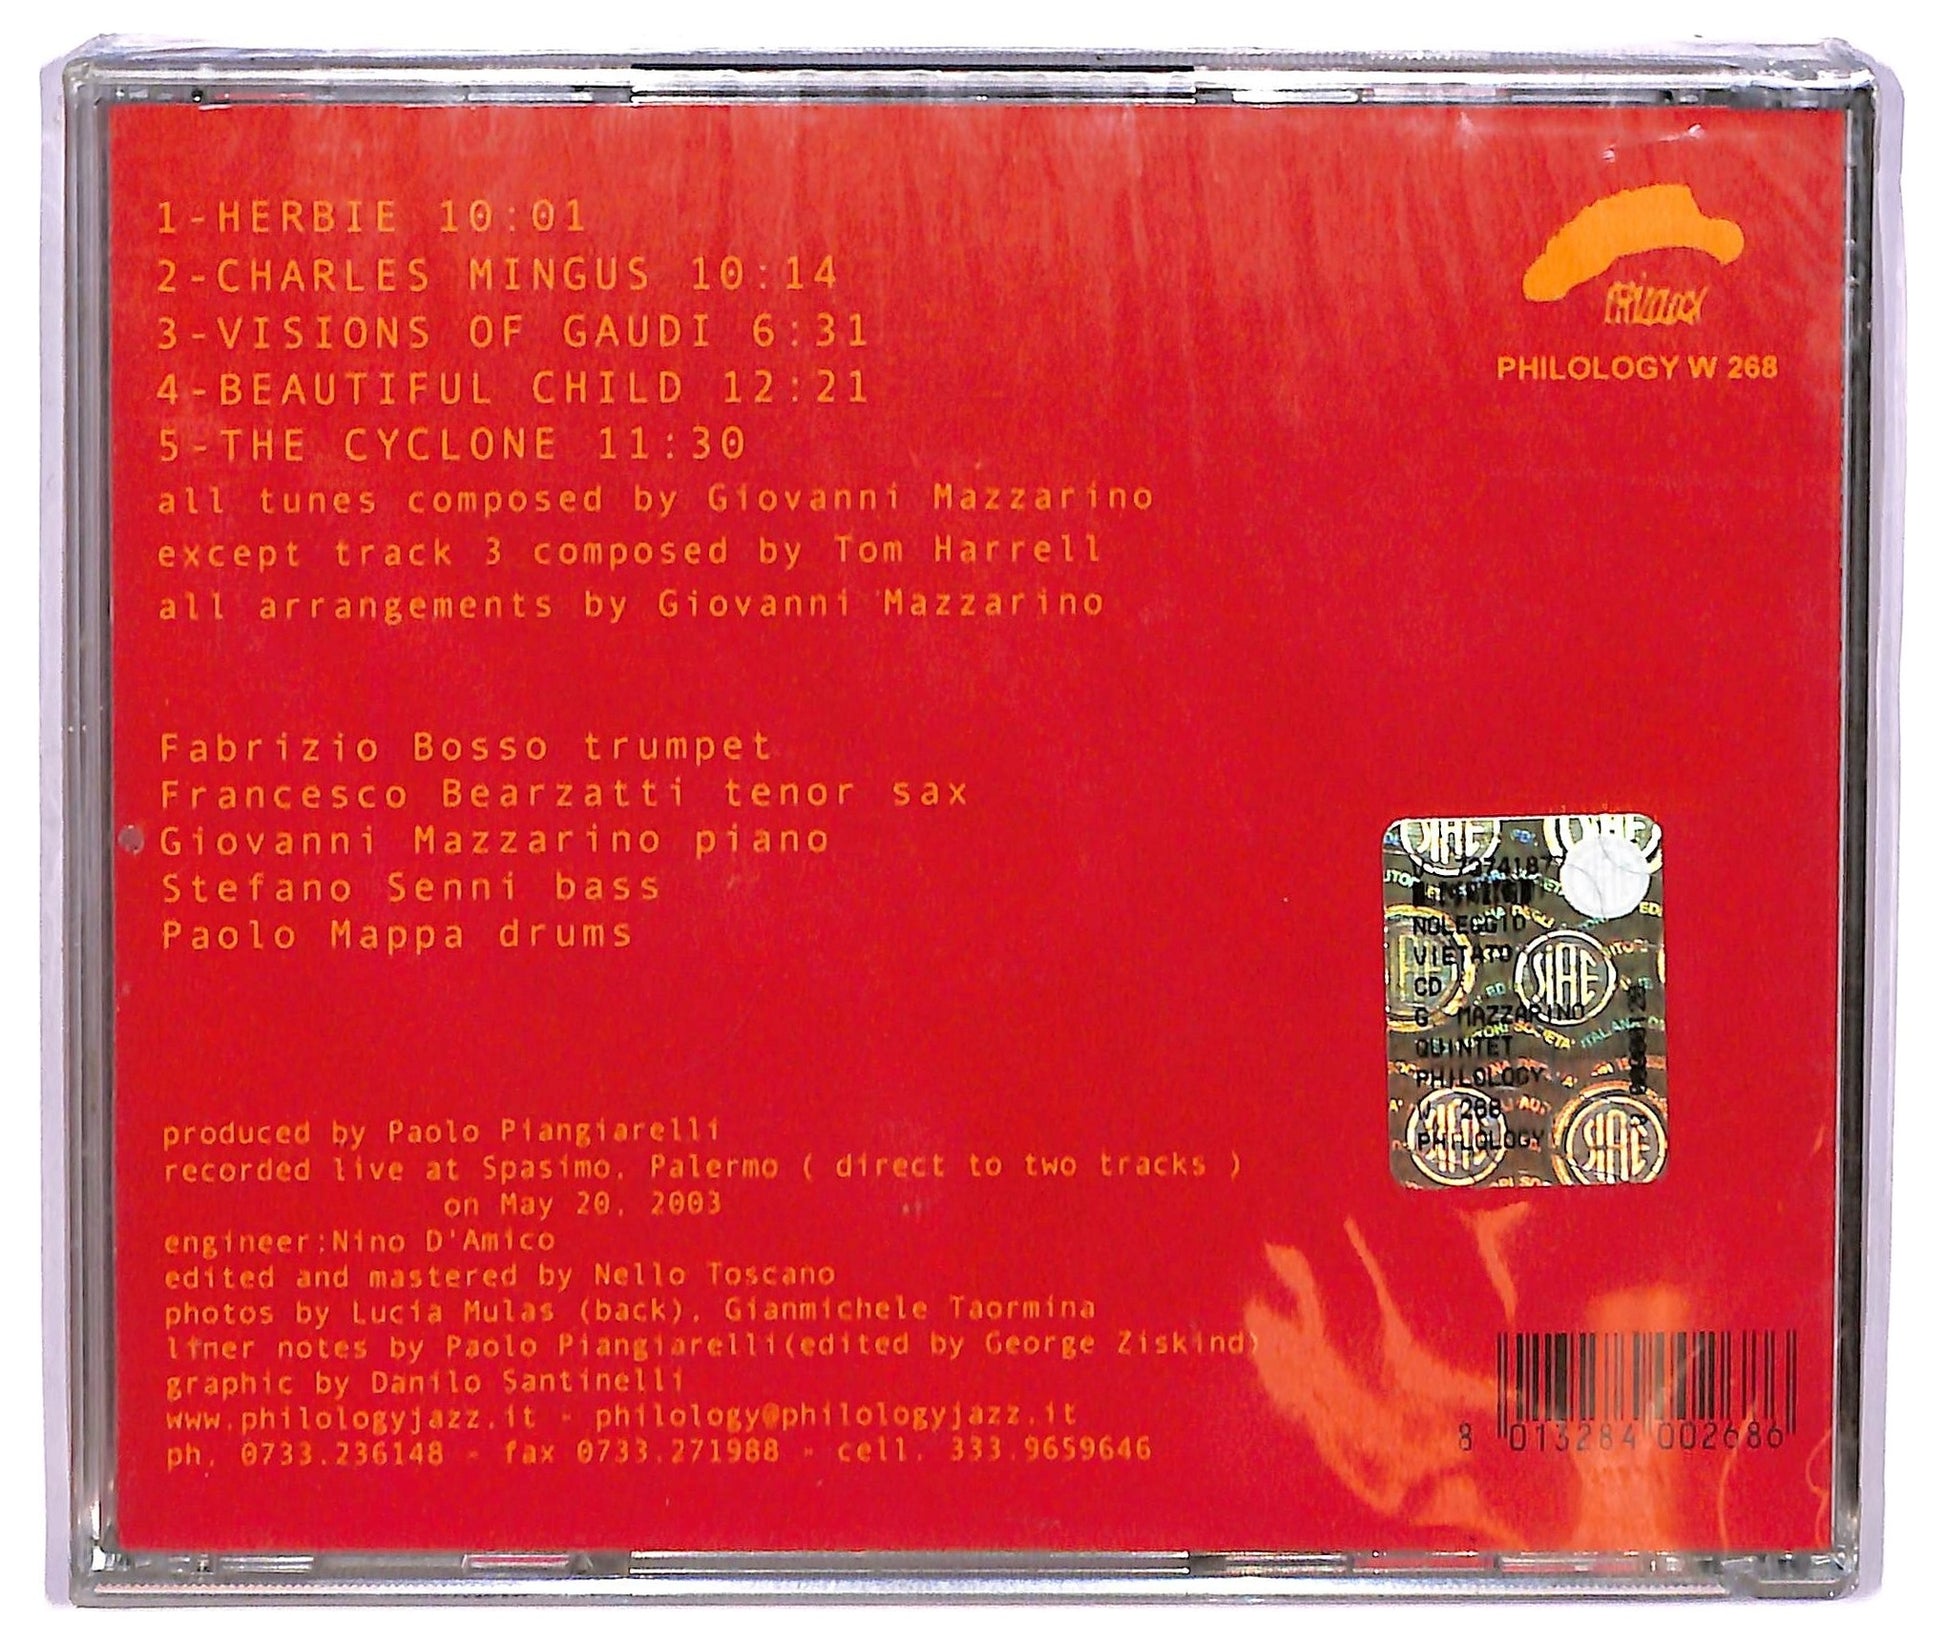 1-HERBIE 10:01
2-CHARLES MINGUS 10:14
3-VISIONS OF GAUDI 6:31
4-BEAUTIFUL CHILD 12:21
5-THE CYCLONE 11:30
all tunes composed by Giovanni Mazzarino
except track 3 composed by Tom Harrell
all arrangements by Giovanni Mazzarino
PHILOLOGY W 268
Fabrizio Bosso trumpet
Francesco Bearzatti tenor sax
Giovanni Mazzarino piano
Stefano Senni bass
Paolo Mappa drums
NOLEGGIO
VIETATO
CD
G. MAZZARINO
QUINTET
PHILOLOGY
W 268
PHILOLOGY
SIAE
produced by Paolo Piangiarelli
recorded live at Spasimo, Palermo ( direct to two tracks )
on May 20, 2003
engineer:Nino D'Amico
edited and mastered by Nello Toscano
photos by Lucia Mulas (back), Gianmichele Taormina
liner notes by Paolo Piangiarelli(edited by George Ziskind)
graphic by Danilo Santinelli
www.philologyjazz.it - philology@philologyjazz.it
ph. 0733.236148 - fax 0733.271988 - cell. 333.9659646
8 013284 002686